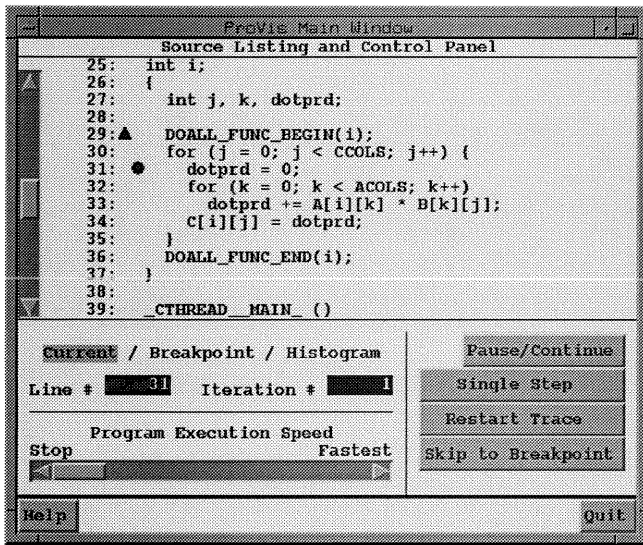 ProVis Main Window
Source Listing and Control Panel
25: int i;
26: {
27: int j, k, dotprd;
28:
29: DOALL_FUNC_BEGIN(i);
30: for (j = 0; j < CCOLS; j++) {
31: dotprd = 0;
32: for (k = 0; k < ACOLS; k++)
33: dotprd += A[i][k] * B[k][j];
34: C[i][j] = dotprd;
35: }
36: DOALL_FUNC_END(i);
37: }
38:
39: _CTHREAD__MAIN_ ()
Current / Breakpoint / Histogram
Line # 31 Iteration # 1
Program Execution Speed
Stop Fastest
Pause/Continue
Single Step
Restart Trace
Skip to Breakpoint
Help Quit